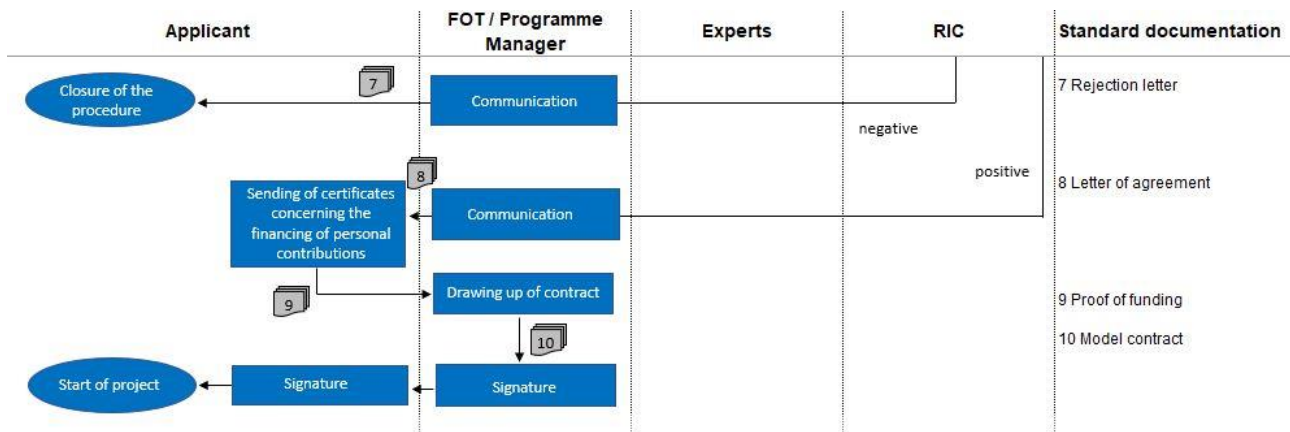 Applicant
FOT / Programme
Manager
Experts
RIC
Standard documentation
7
Closure of the
procedure
Communication
7 Rejection letter
negative
positive
8
8 Letter of agreement
Sending of certificates
concerning the
financing of personal
contributions
Communication
9
Drawing up of contract
9 Proof of funding
10
10 Model contract
Start of project
Signature
Signature